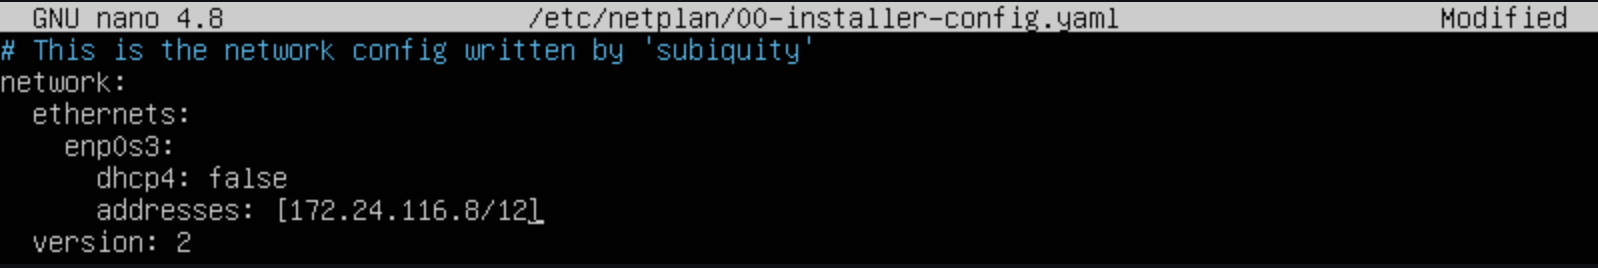 GNU nano 4.8 /etc/netplan/00-installer-config.yaml Modified
# This is the network config written by 'subiquity'
network:
  ethernets:
    enp0s3:
      dhcp4: false
      addresses: [172.24.116.8/12]
  version: 2